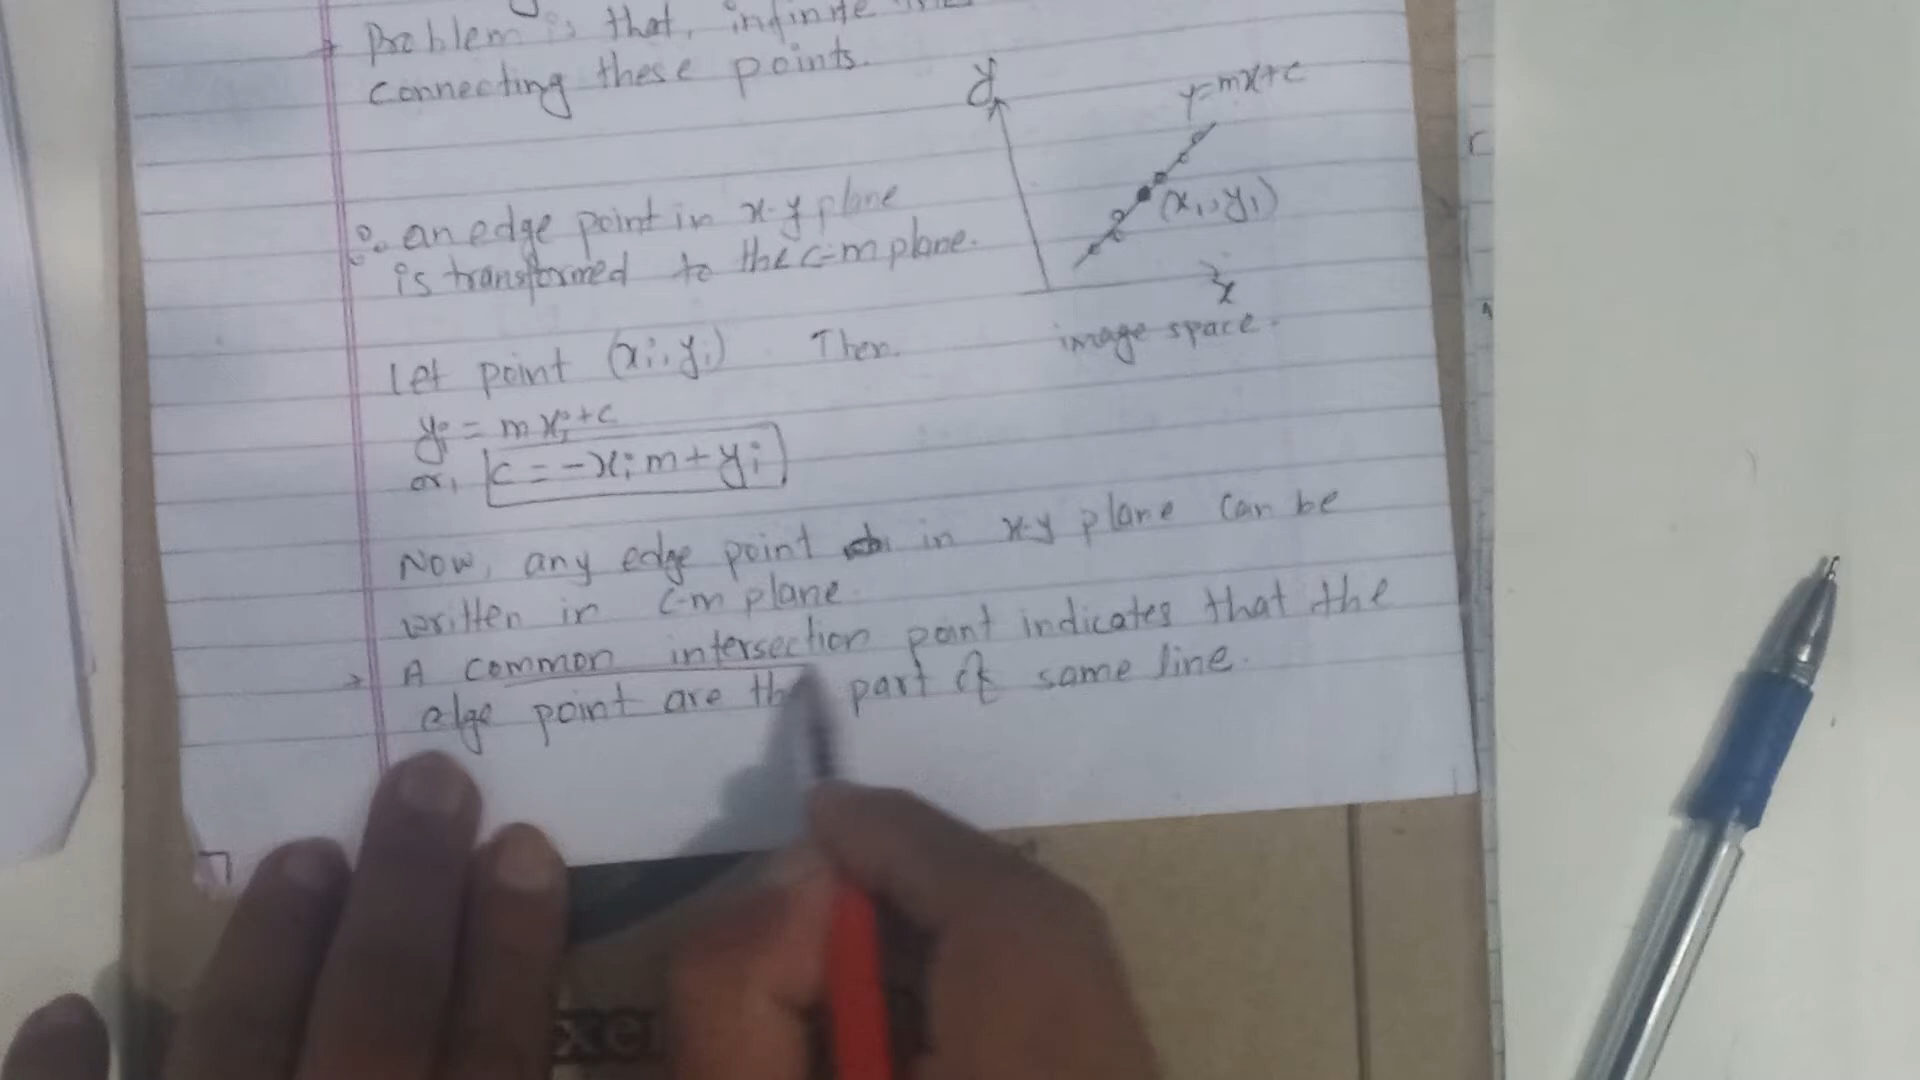 → Problem is that, infinite
connecting these points.
y
y=mx+c
(x1, y1)
x
image space.
∴ an edge point in x-y plane
is transformed to the c-m plane.
Let point (xi, yi) Then
yi = mxi+c
or, c = -xi m + yi
Now, any edge point in x-y plane can be
written in c-m plane.
→ A common intersection point indicates that the
edge point are the part of same line.